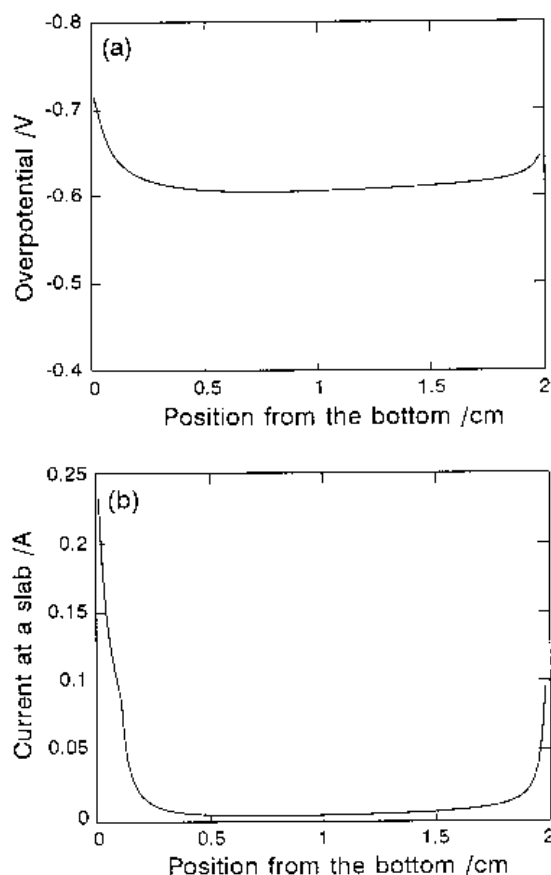 -0.8
(a)
-0.7
-0.6
-0.5
-0.4
Overpotential /V
0 0.5 1 1.5 2
Position from the bottom /cm
0.25
(b)
0.2
0.15
0.1
0.05
0
Current at a slab /A
0 0.5 1 1.5 2
Position from the bottom /cm